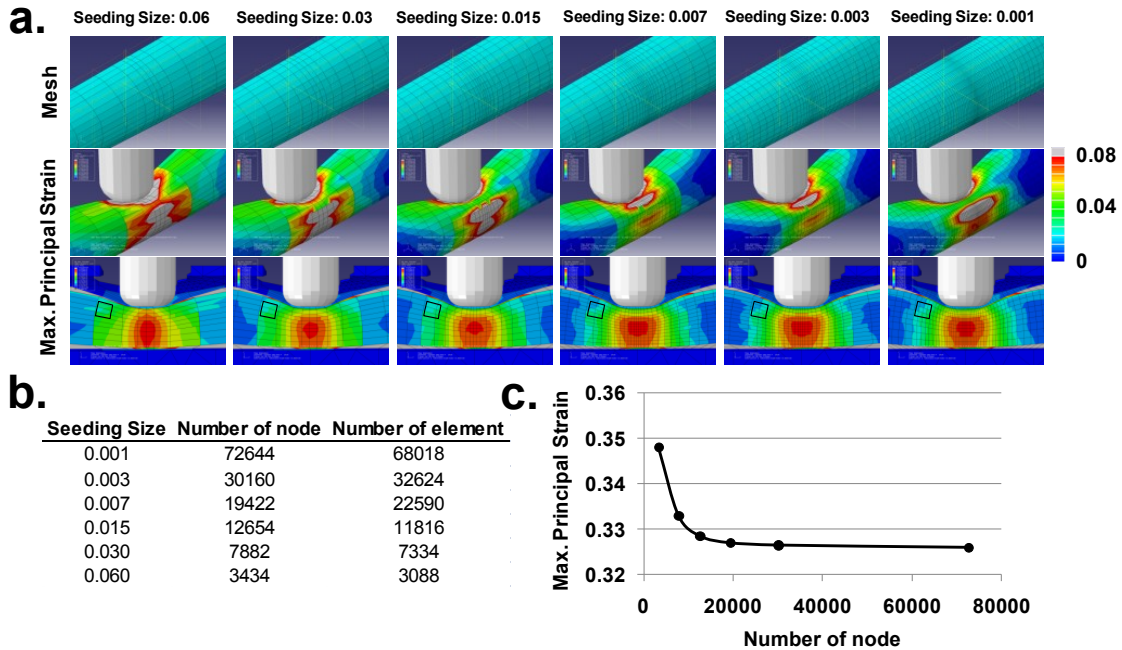 a.
Seeding Size: 0.06 Seeding Size: 0.03 Seeding Size: 0.015 Seeding Size: 0.007 Seeding Size: 0.003 Seeding Size: 0.001
Mesh
Max. Principal Strain
0.08
0.04
0
b.
Seeding Size Number of node Number of element
0.001 72644 68018
0.003 30160 32624
0.007 19422 22590
0.015 12654 11816
0.030 7882 7334
0.060 3434 3088
c.
Max. Principal Strain
0.36
0.35
0.34
0.33
0.32
0 20000 40000 60000 80000
Number of node